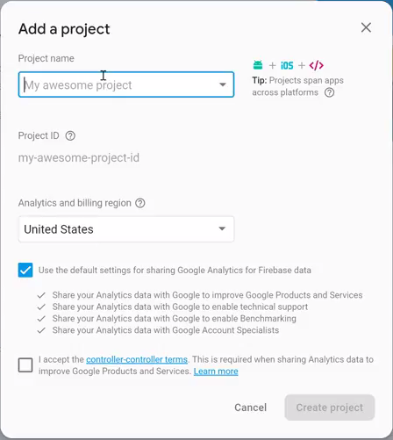 Add a project
Project name
My awesome project
+ iOS + </>
Tip: Projects span apps
across platforms
Project ID
my-awesome-project-id
Analytics and billing region
United States
Use the default settings for sharing Google Analytics for Firebase data
Share your Analytics data with Google to improve Google Products and Services
Share your Analytics data with Google to enable technical support
Share your Analytics data with Google to enable Benchmarking
Share your Analytics data with Google Account Specialists
I accept the controller-controller terms. This is required when sharing Analytics data to
improve Google Products and Services. Learn more
Cancel
Create project